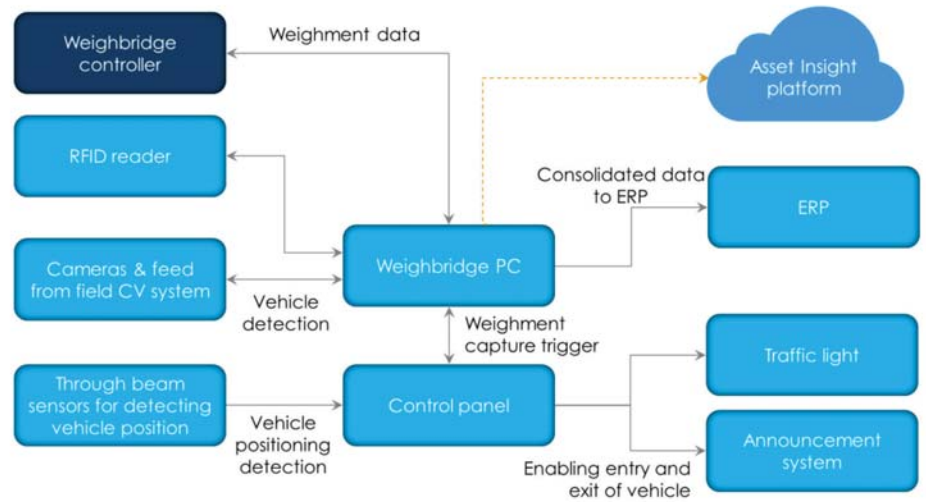 Weighbridge
controller
Weighment data
Asset Insight
platform
RFID reader
Consolidated data
to ERP
ERP
Cameras & feed
from field CV system
Vehicle
detection
Weighbridge PC
Weighment
capture trigger
Traffic light
Through beam
sensors for detecting
vehicle position
Vehicle
positioning
detection
Control panel
Enabling entry and
exit of vehicle
Announcement
system